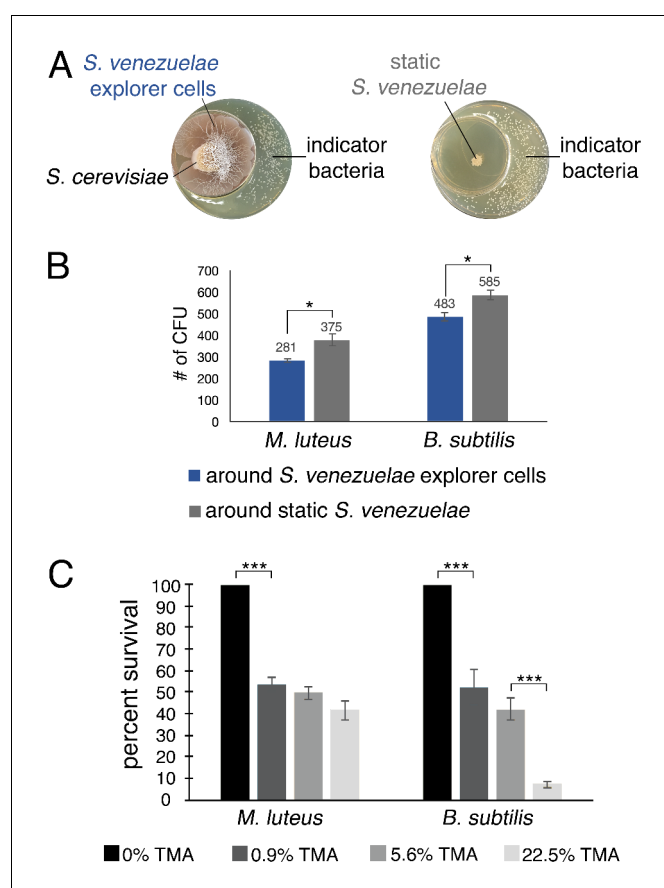 A
S. venezuelae
explorer cells
static
S. venezuelae
indicator
bacteria
S. cerevisiae
indicator
bacteria
B
# of CFU
700
600
500
400
300
200
100
0
281
*
375
483
*
585
M. luteus
B. subtilis
around S. venezuelae explorer cells
around static S. venezuelae
C
percent survival
100
90
80
70
60
50
40
30
20
10
0
***
***
***
M. luteus
B. subtilis
0% TMA 0.9% TMA 5.6% TMA 22.5% TMA